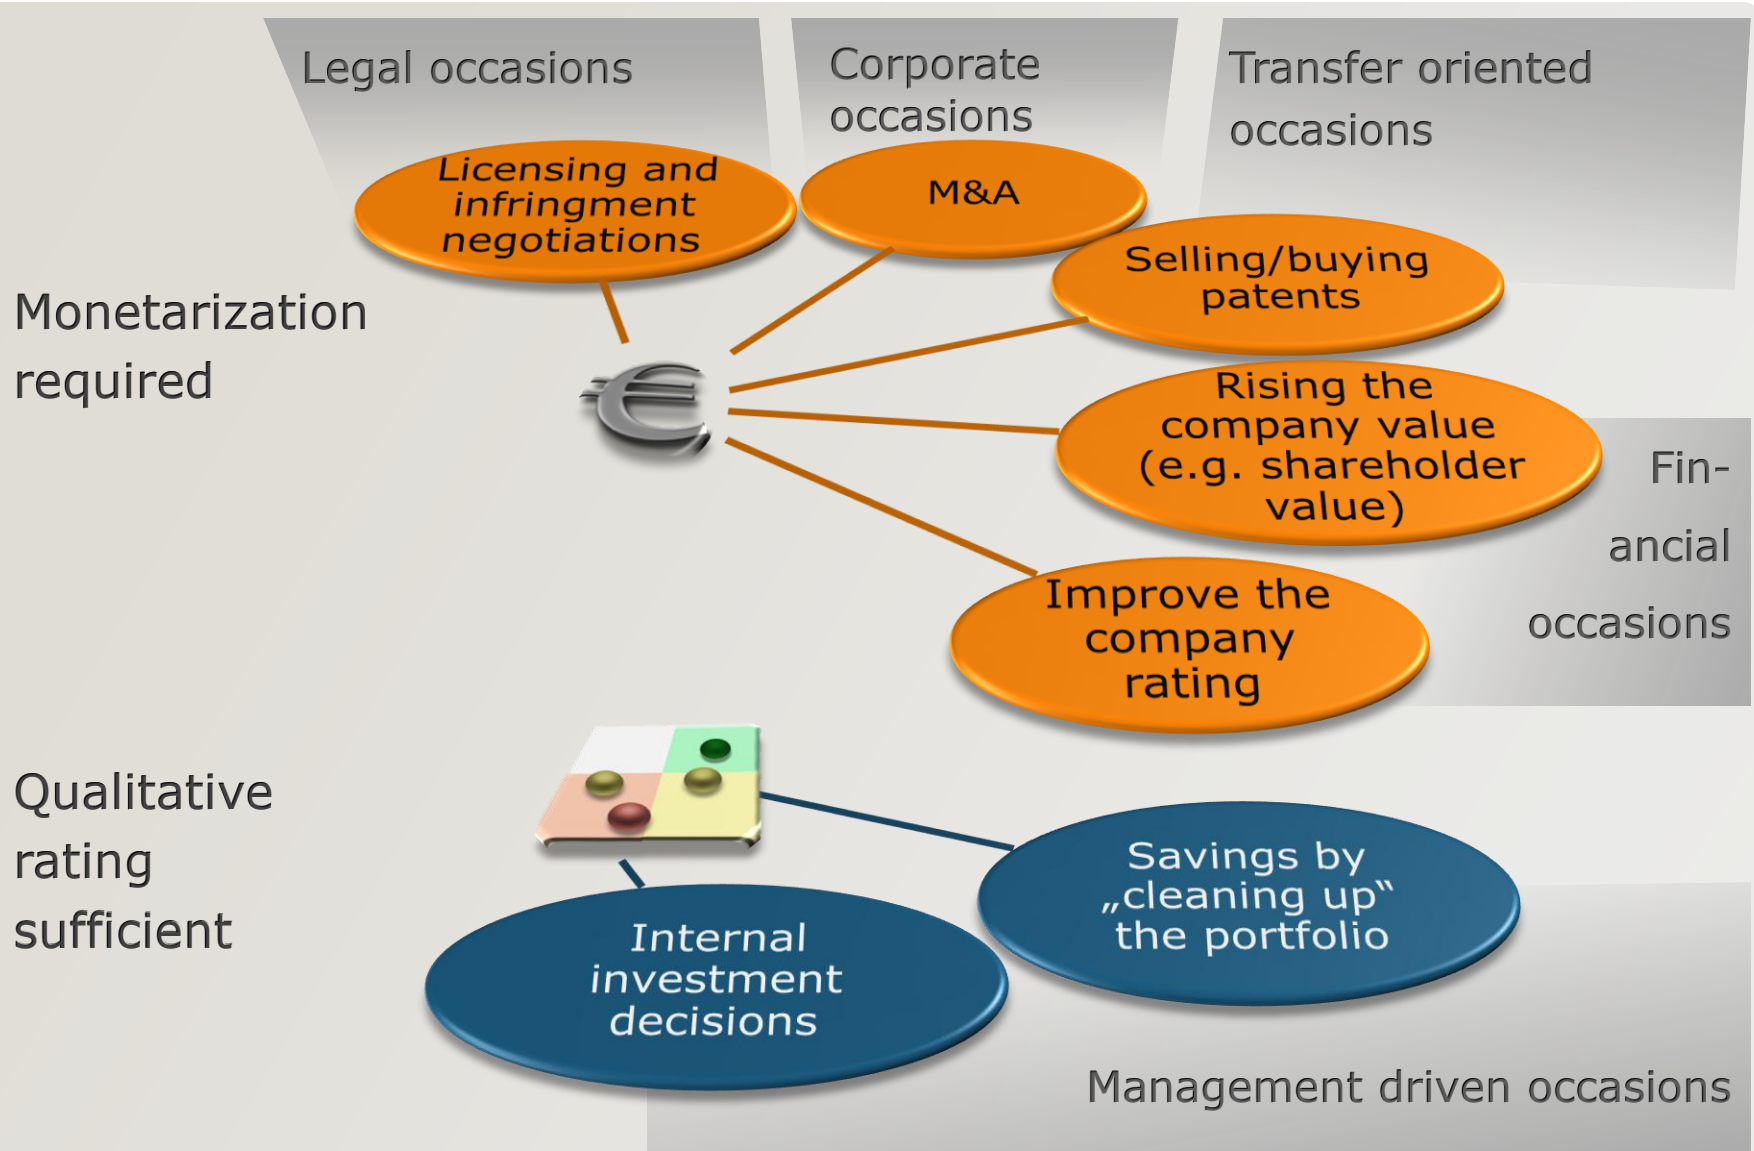 Legal occasions
Corporate
occasions
Transfer oriented
occasions
Licensing and
infringment
negotiations
M&A
Selling/buying
patents
Monetarization
required
€
Rising the
company value
(e.g. shareholder
value)
Fin-
ancial
occasions
Improve the
company
rating
Qualitative
rating
sufficient
Savings by
„cleaning up“
the portfolio
Internal
investment
decisions
Management driven occasions